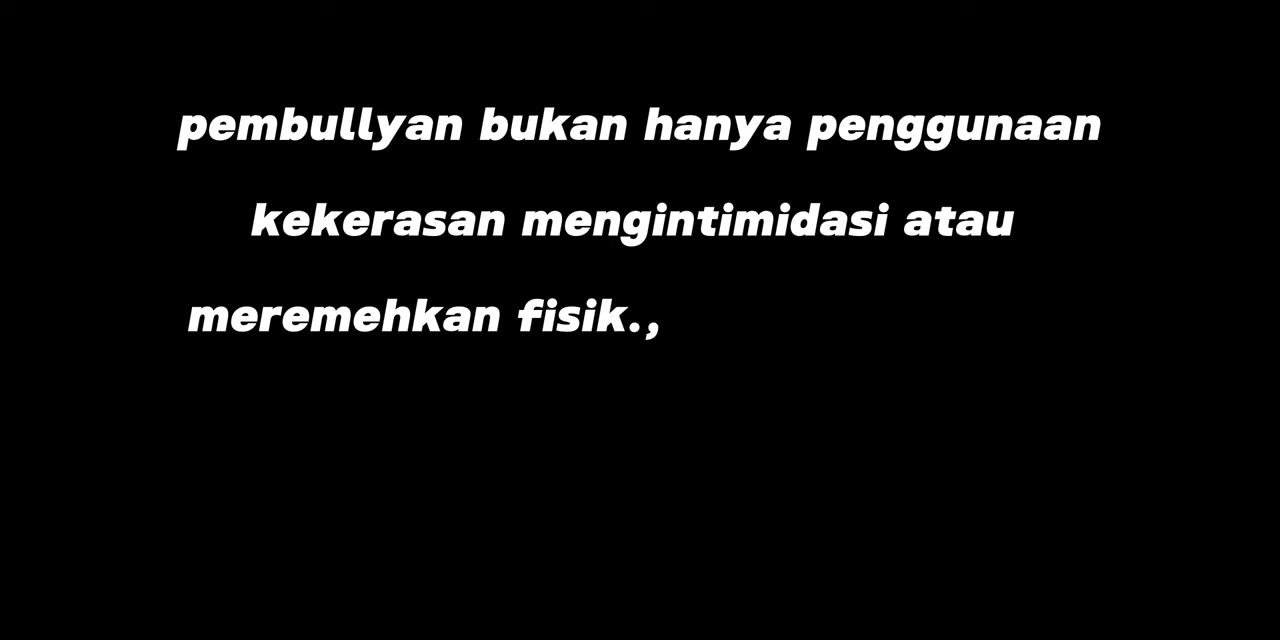 pembullyan bukan hanya penggunaan
kekerasan mengintimidasi atau
meremehkan fisik.,